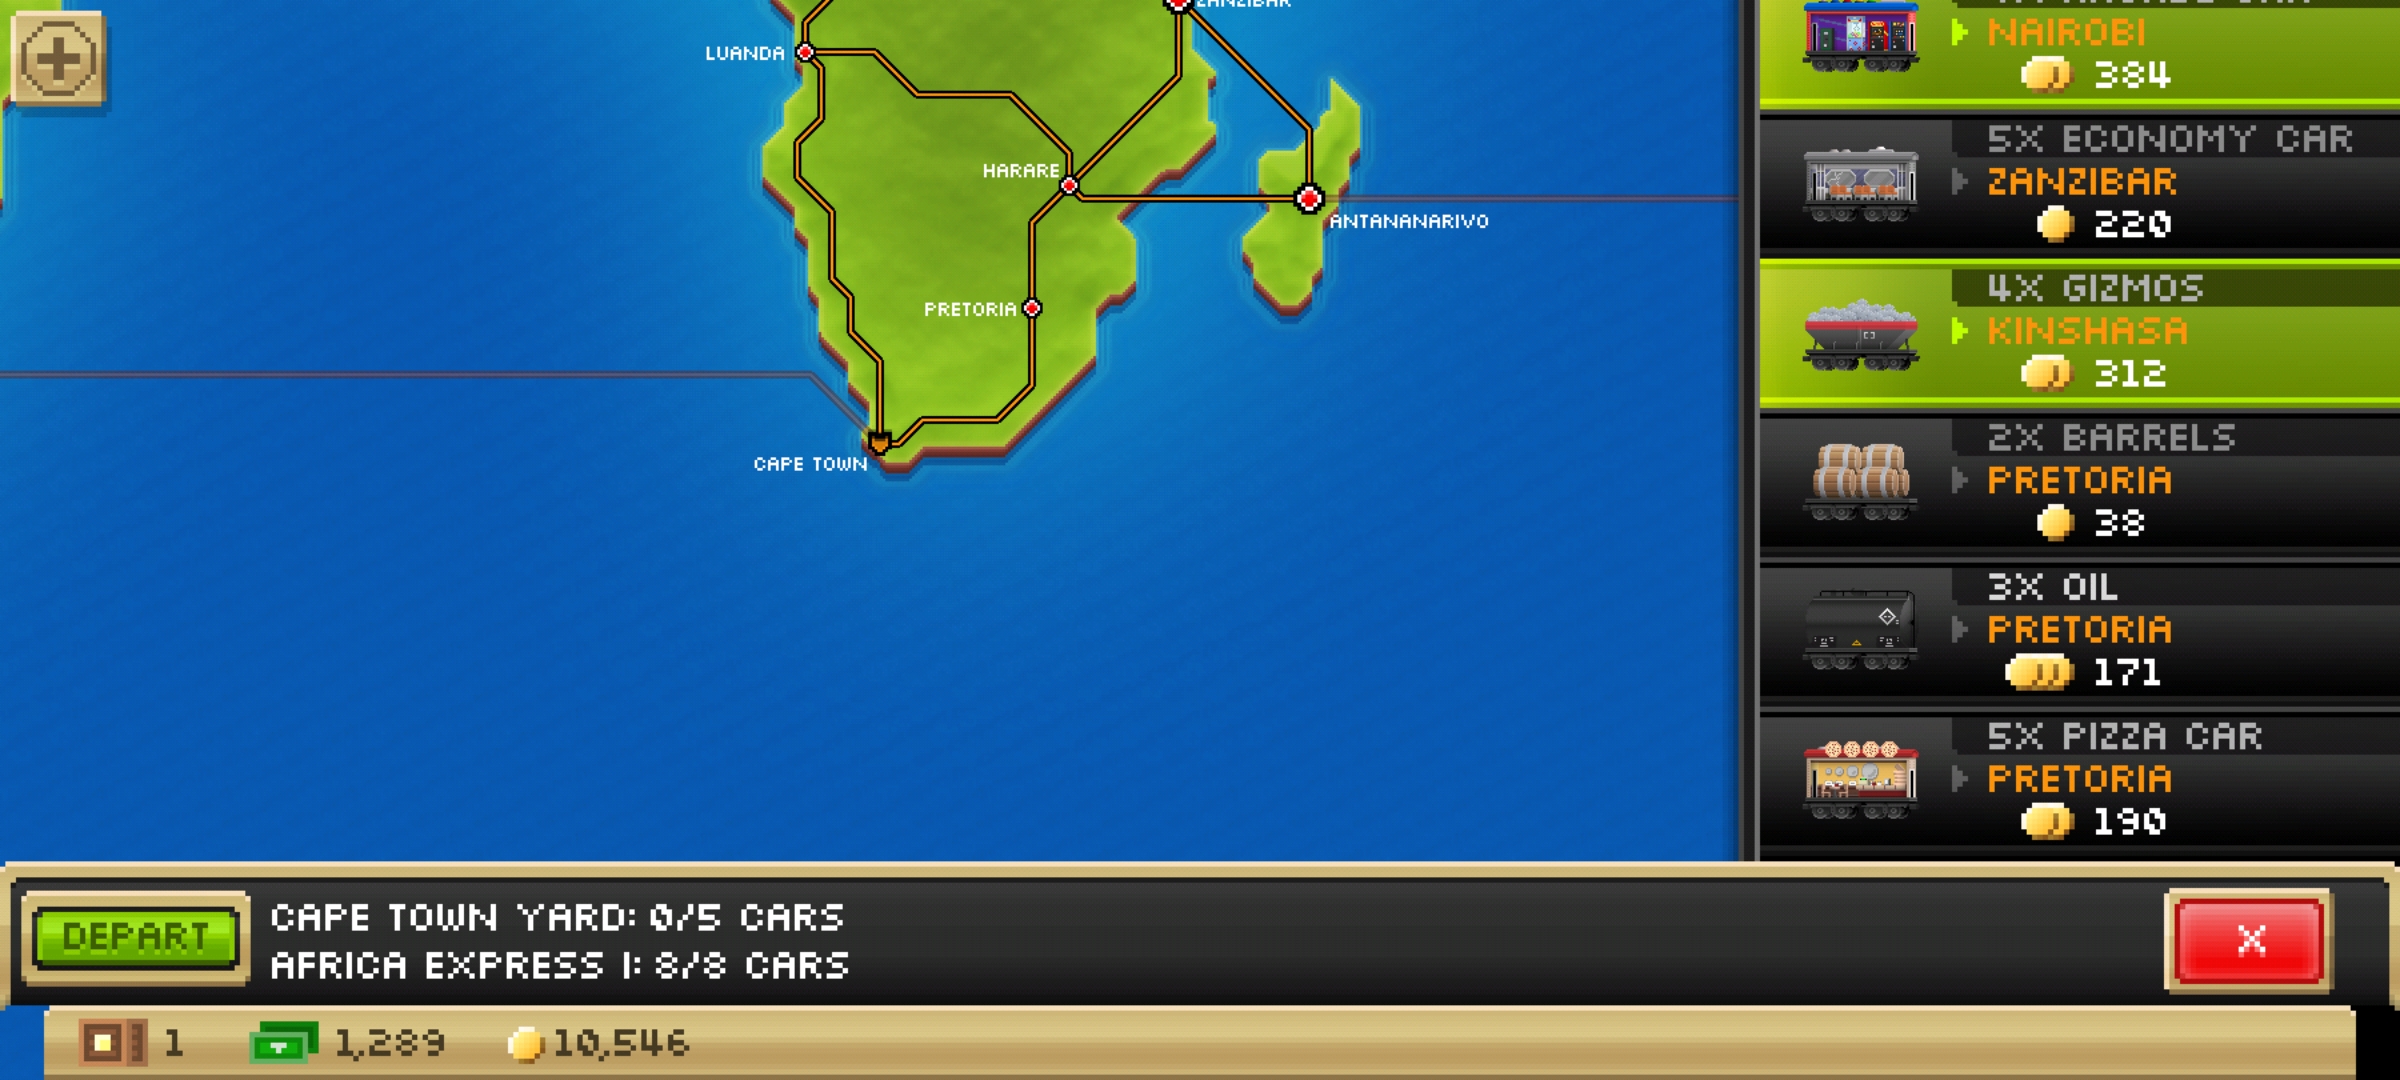 ZANZIBAR
LUANDA
HARARE
ANTANANARIVO
PRETORIA
CAPE TOWN
NAIROBI
384
5X ECONOMY CAR
ZANZIBAR
220
4X GIZMOS
KINSHASA
312
2X BARRELS
PRETORIA
38
3X OIL
PRETORIA
171
5X PIZZA CAR
PRETORIA
190
DEPART
CAPE TOWN YARD: 0/5 CARS
AFRICA EXPRESS I: 8/8 CARS
X
1
1,289
10,546